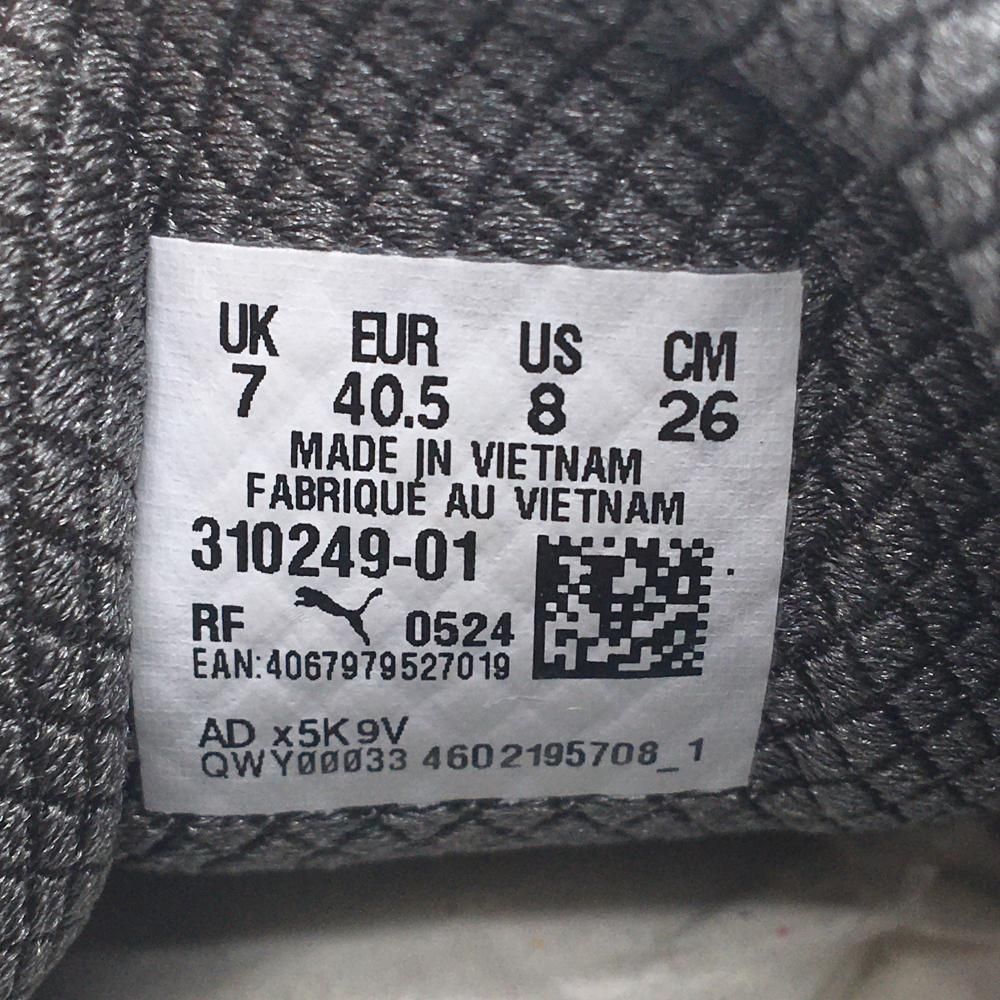 UK EUR US CM
7 40.5 8 26
MADE IN VIETNAM
FABRIQUE AU VIETNAM
310249-01
RF 0524
EAN:4067979527019
AD x5K9V
QWY00033 4602195708_1